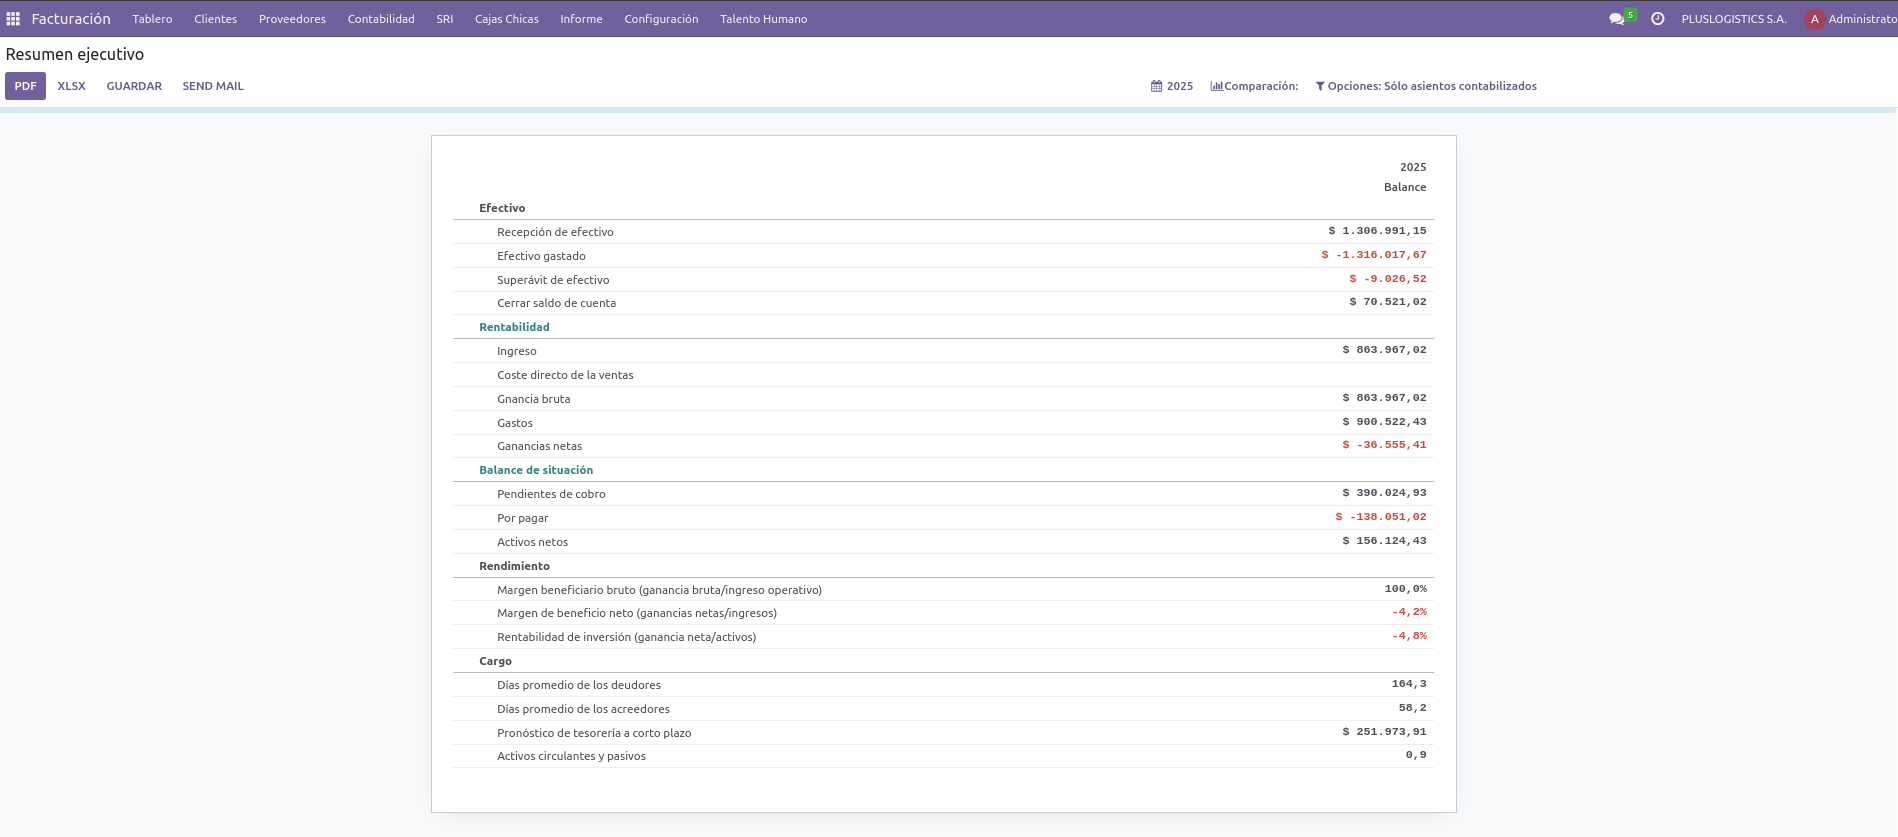 Facturación Tablero Clientes Proveedores Contabilidad SRI Cajas Chicas Informe Configuración Talento Humano 5 PLUSLOGISTICS S.A. A Administrato
Resumen ejecutivo
PDF XLSX GUARDAR SEND MAIL 2025 Comparación: Opciones: Sólo asientos contabilizados
2025
Balance
Efectivo
Recepción de efectivo $ 1.306.991,15
Efectivo gastado $ -1.316.017,67
Superávit de efectivo $ -9.026,52
Cerrar saldo de cuenta $ 70.521,02
Rentabilidad
Ingreso $ 863.967,02
Coste directo de la ventas
Gnancia bruta $ 863.967,02
Gastos $ 900.522,43
Ganancias netas $ -36.555,41
Balance de situación
Pendientes de cobro $ 390.024,93
Por pagar $ -138.051,02
Activos netos $ 156.124,43
Rendimiento
Margen beneficiario bruto (ganancia bruta/ingreso operativo) 100,0%
Margen de beneficio neto (ganancias netas/ingresos) -4,2%
Rentabilidad de inversión (ganancia neta/activos) -4,8%
Cargo
Días promedio de los deudores 164,3
Días promedio de los acreedores 58,2
Pronóstico de tesorería a corto plazo $ 251.973,91
Activos circulantes y pasivos 0,9